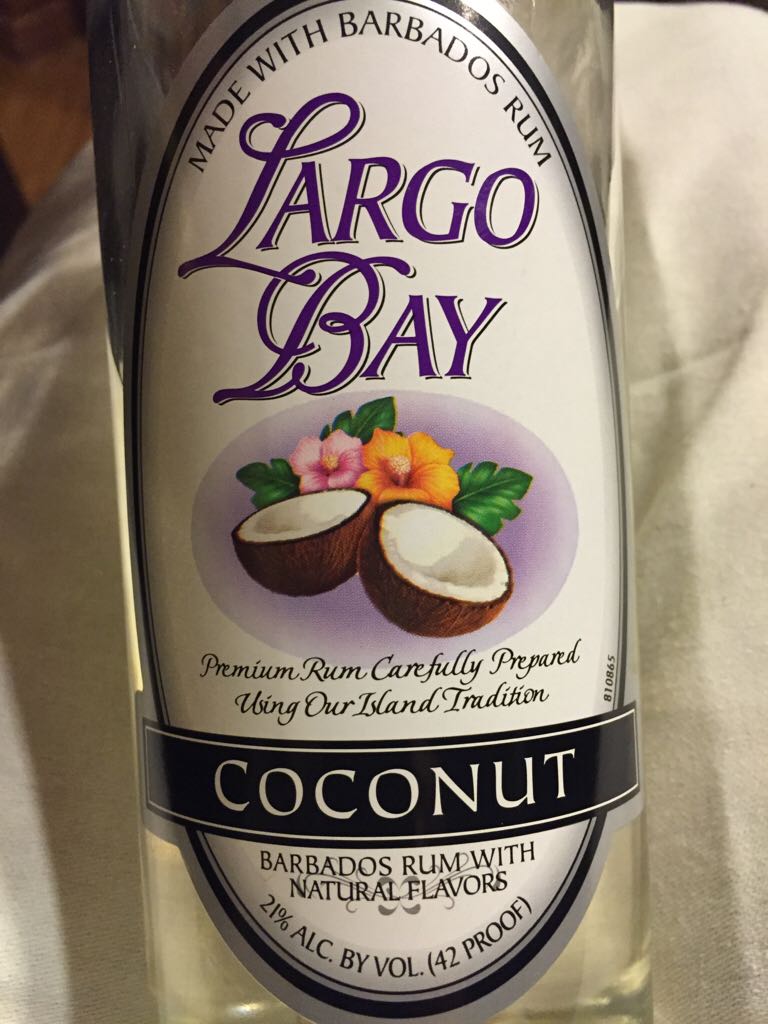 MADE WITH BARBADOS RUM
LARGO
BAY
Premium Rum Carefully Prepared
Using Our Island Tradition
810865
COCONUT
BARBADOS RUM WITH
NATURAL FLAVORS
21% ALC. BY VOL. (42 PROOF)